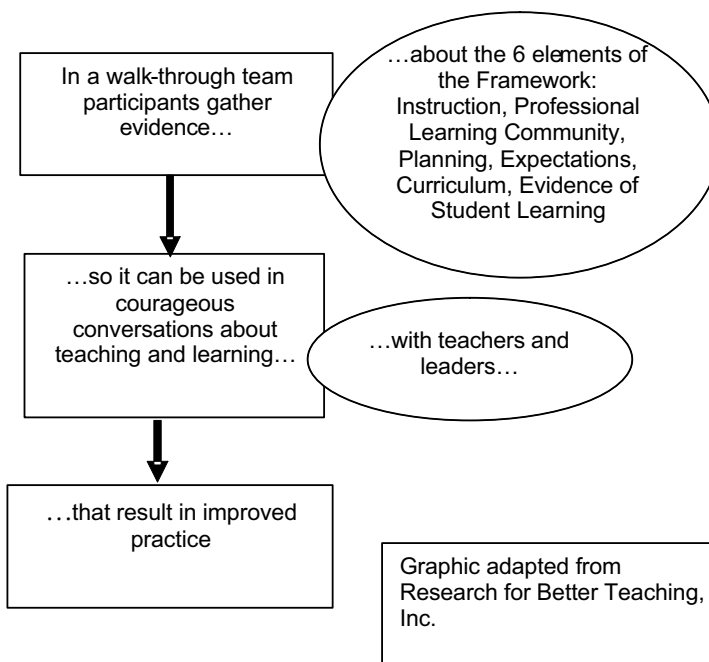 In a walk-through team
participants gather
evidence…
…about the 6 elements of
the Framework:
Instruction, Professional
Learning Community,
Planning, Expectations,
Curriculum, Evidence of
Student Learning
…so it can be used in
courageous
conversations about
teaching and learning…
…with teachers and
leaders…
…that result in improved
practice
Graphic adapted from
Research for Better Teaching,
Inc.